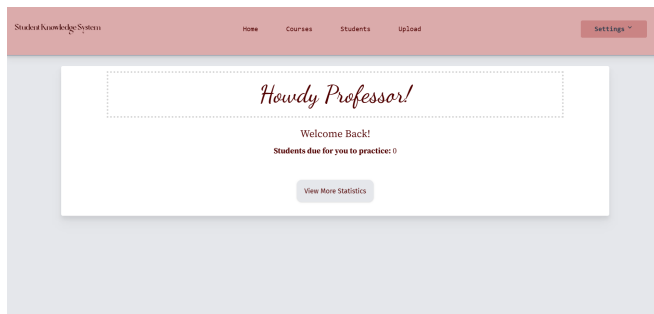 Student Knowledge System
Home Courses Students Upload
Settings
Howdy Professor!
Welcome Back!
Students due for you to practice: 0
View More Statistics